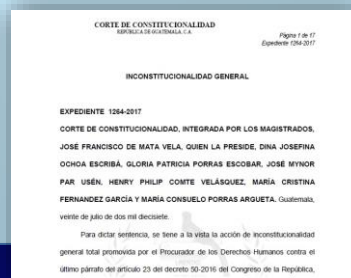 CORTE DE CONSTITUCIONALIDAD
REPÚBLICA DE GUATEMALA, C.A.
Página 1 de 17
Expediente 1264-2017
INCONSTITUCIONALIDAD GENERAL
EXPEDIENTE 1264-2017
CORTE DE CONSTITUCIONALIDAD, INTEGRADA POR LOS MAGISTRADOS,
JOSÉ FRANCISCO DE MATA VELA, QUIEN LA PRESIDE, DINA JOSEFINA
OCHOA ESCRIBÁ, GLORIA PATRICIA PORRAS ESCOBAR, JOSÉ MYNOR
PAR USÉN, HENRY PHILIP COMTE VELÁSQUEZ, MARÍA CRISTINA
FERNANDEZ GARCÍA Y MARÍA CONSUELO PORRAS ARGUETA. Guatemala,
veinte de julio de dos mil diecisiete.
Para dictar sentencia, se tiene a la vista la acción de inconstitucionalidad
general total promovida por el Procurador de los Derechos Humanos contra el
último párrafo del artículo 23 del decreto 50-2016 del Congreso de la República,